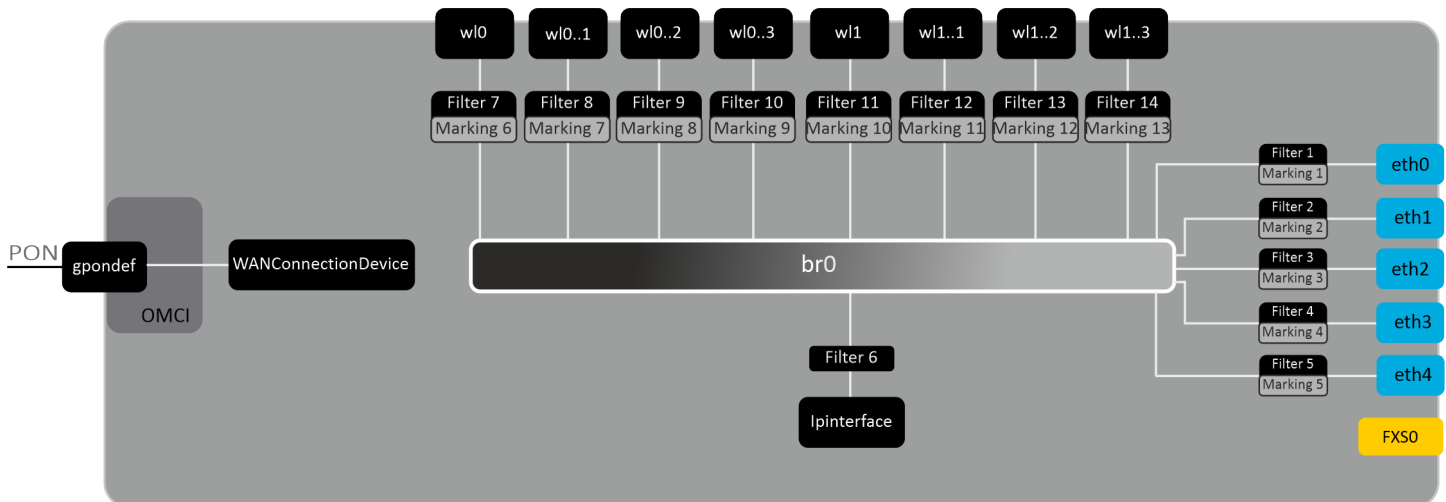 wl0
wl0..1
wl0..2
wl0..3
wl1
wl1..1
wl1..2
wl1..3
Filter 7
Marking 6
Filter 8
Marking 7
Filter 9
Marking 8
Filter 10
Marking 9
Filter 11
Marking 10
Filter 12
Marking 11
Filter 13
Marking 12
Filter 14
Marking 13
Filter 1
Marking 1
eth0
Filter 2
Marking 2
eth1
PON
gpondef
OMCI
WANConnectionDevice
br0
Filter 3
Marking 3
eth2
Filter 4
Marking 4
eth3
Filter 6
Ipinterface
Filter 5
Marking 5
eth4
FXS0